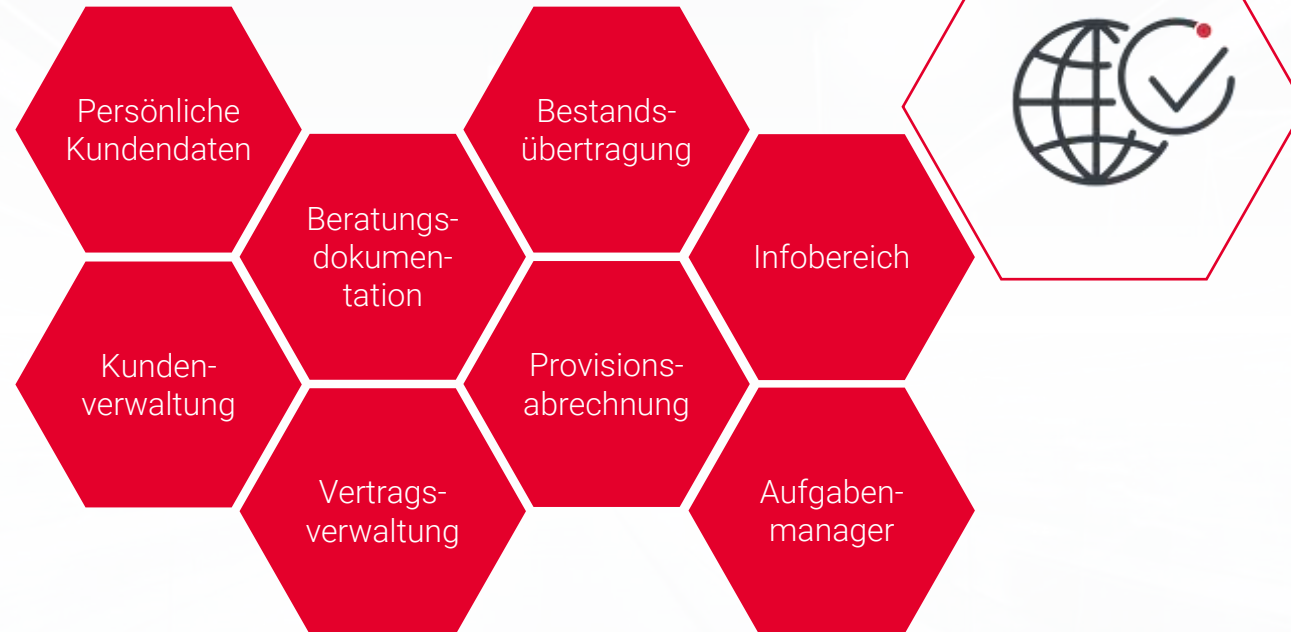 Persönliche
Kundendaten
Bestands-
übertragung
Beratungs-
dokumen-
tation
Infobereich
Kunden-
verwaltung
Provisions-
abrechnung
Vertrags-
verwaltung
Aufgaben-
manager